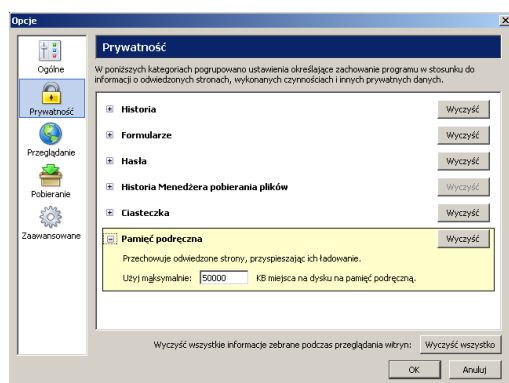 Opcje
Ogólne
Prywatność
Przeglądanie
Pobieranie
Zaawansowane
Prywatność
W poniższych kategoriach pogrupowano ustawienia określające zachowanie programu w stosunku do
informacji o odwiedzonych stronach, wykonanych czynnościach i innych prywatnych danych.
Historia Wyczyść
Formularze Wyczyść
Hasła Wyczyść
Historia Menedżera pobierania plików Wyczyść
Ciasteczka Wyczyść
Pamięć podręczna Wyczyść
Przechowuje odwiedzone strony, przyspieszając ich ładowanie.
Użyj maksymalnie: 50000 KB miejsca na dysku na pamięć podręczną.
Wyczyść wszystkie informacje zebrane podczas przeglądania witryn: Wyczyść wszystko
OK Anuluj